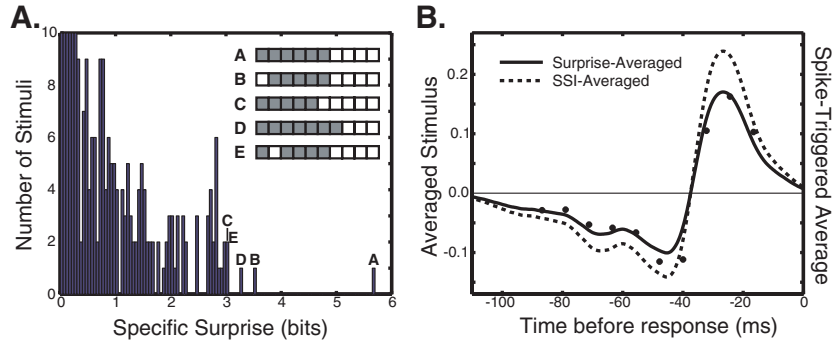 A.
Number of Stimuli
10
8
6
4
2
0
0 1 2 3 4 5 6
Specific Surprise (bits)
A
B
C
D
E
C
E
D B
A
B.
Averaged Stimulus
0.2
0.1
0.0
-0.1
Surprise-Averaged
SSI-Averaged
Spike-Triggered Average
-100 -80 -60 -40 -20 0
Time before response (ms)